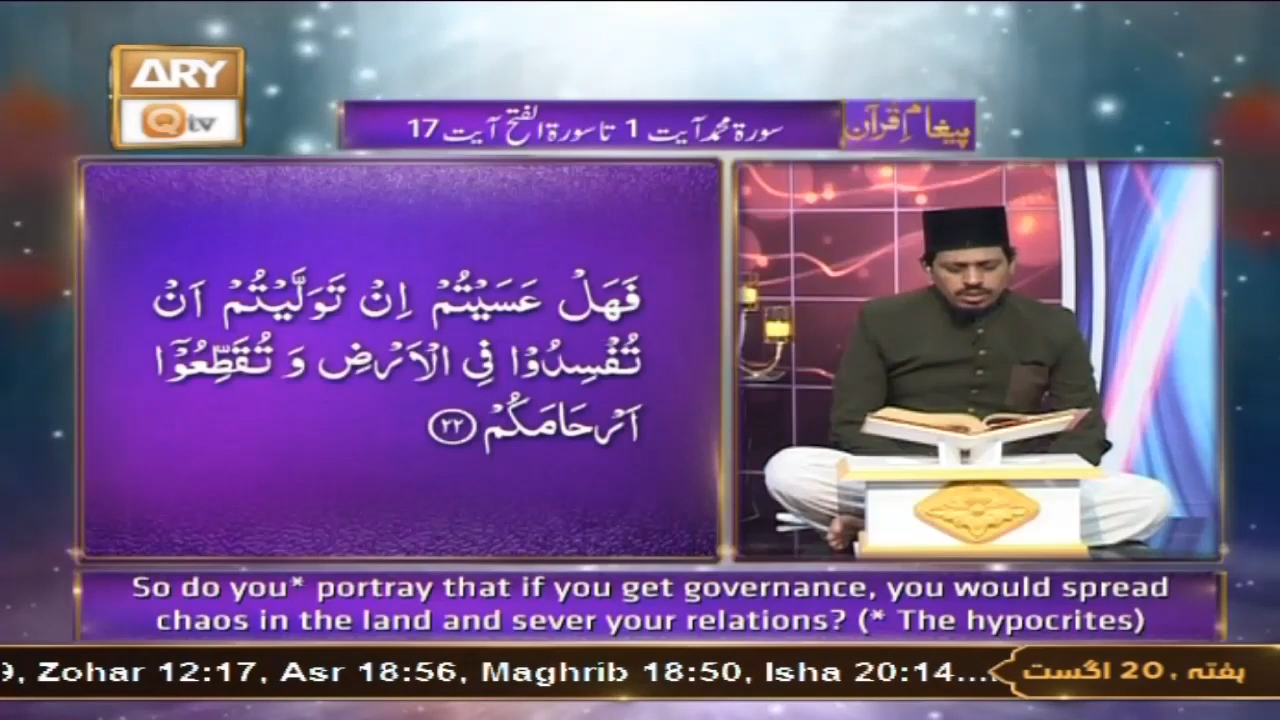 ARY
Qtv
سورۃ محمد آیت 1 تا سورۃ الفتح آیت 17
پیغام قرآن
فَهَلْ عَسَيْتُمْ اِنْ تَوَلَّيْتُمْ اَنْ
تُفْسِدُوْا فِي الْاَرْضِ وَ تُقَطِّعُوْۤا
اَرْحَامَكُمْ ﴿۲۲﴾
So do you* portray that if you get governance, you would spread
chaos in the land and sever your relations? (* The hypocrites)
9, Zohar 12:17, Asr 18:56, Maghrib 18:50, Isha 20:14...
ہفتہ , 20 اگست